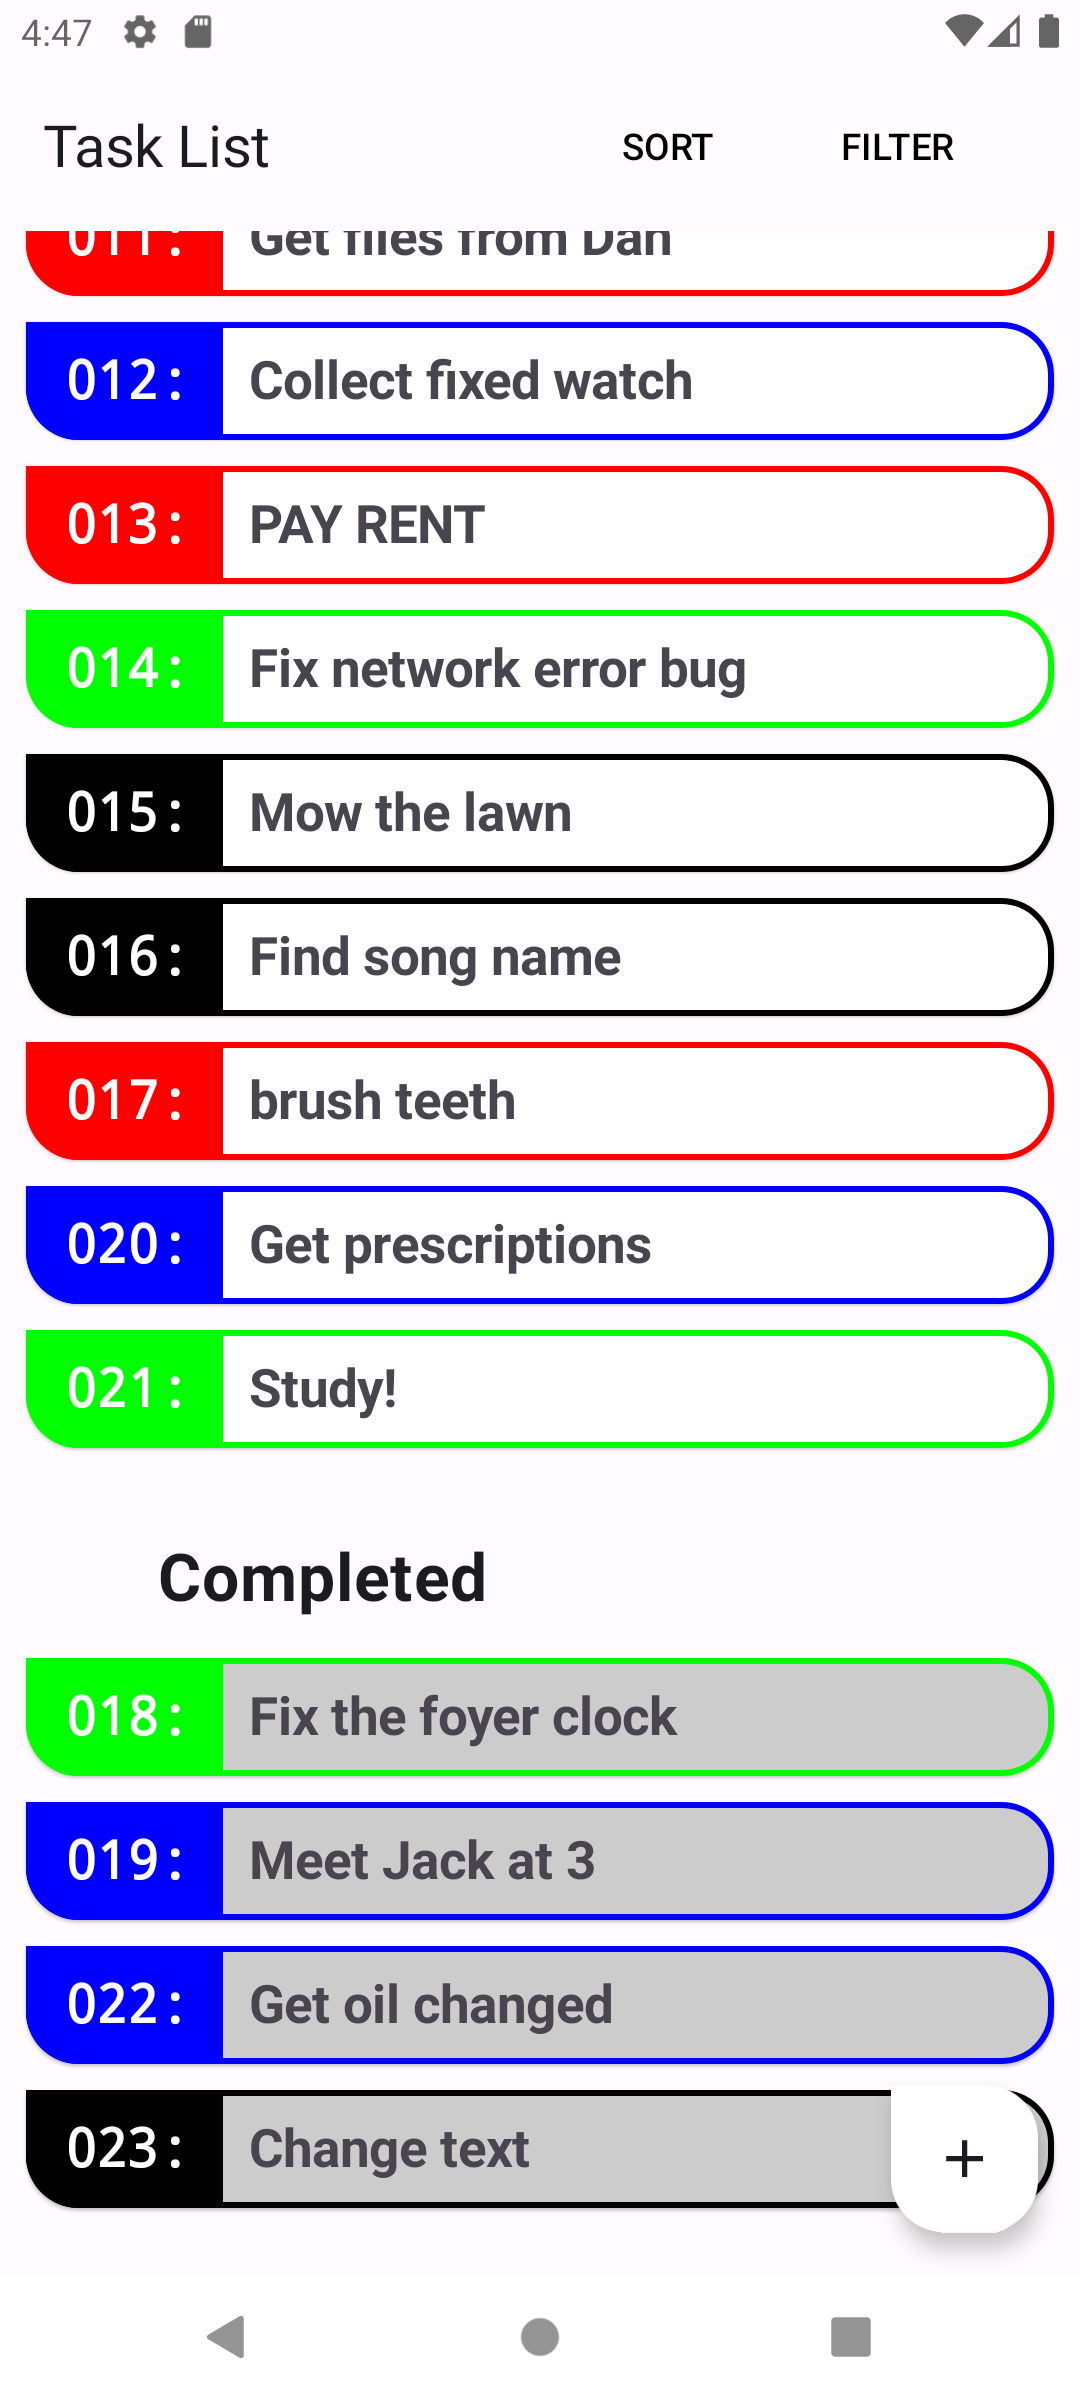 4:47
Task List
SORT
FILTER
011:
Get files from Dan
012:
Collect fixed watch
013:
PAY RENT
014:
Fix network error bug
015:
Mow the lawn
016:
Find song name
017:
brush teeth
020:
Get prescriptions
021:
Study!
Completed
018:
Fix the foyer clock
019:
Meet Jack at 3
022:
Get oil changed
023:
Change text
+